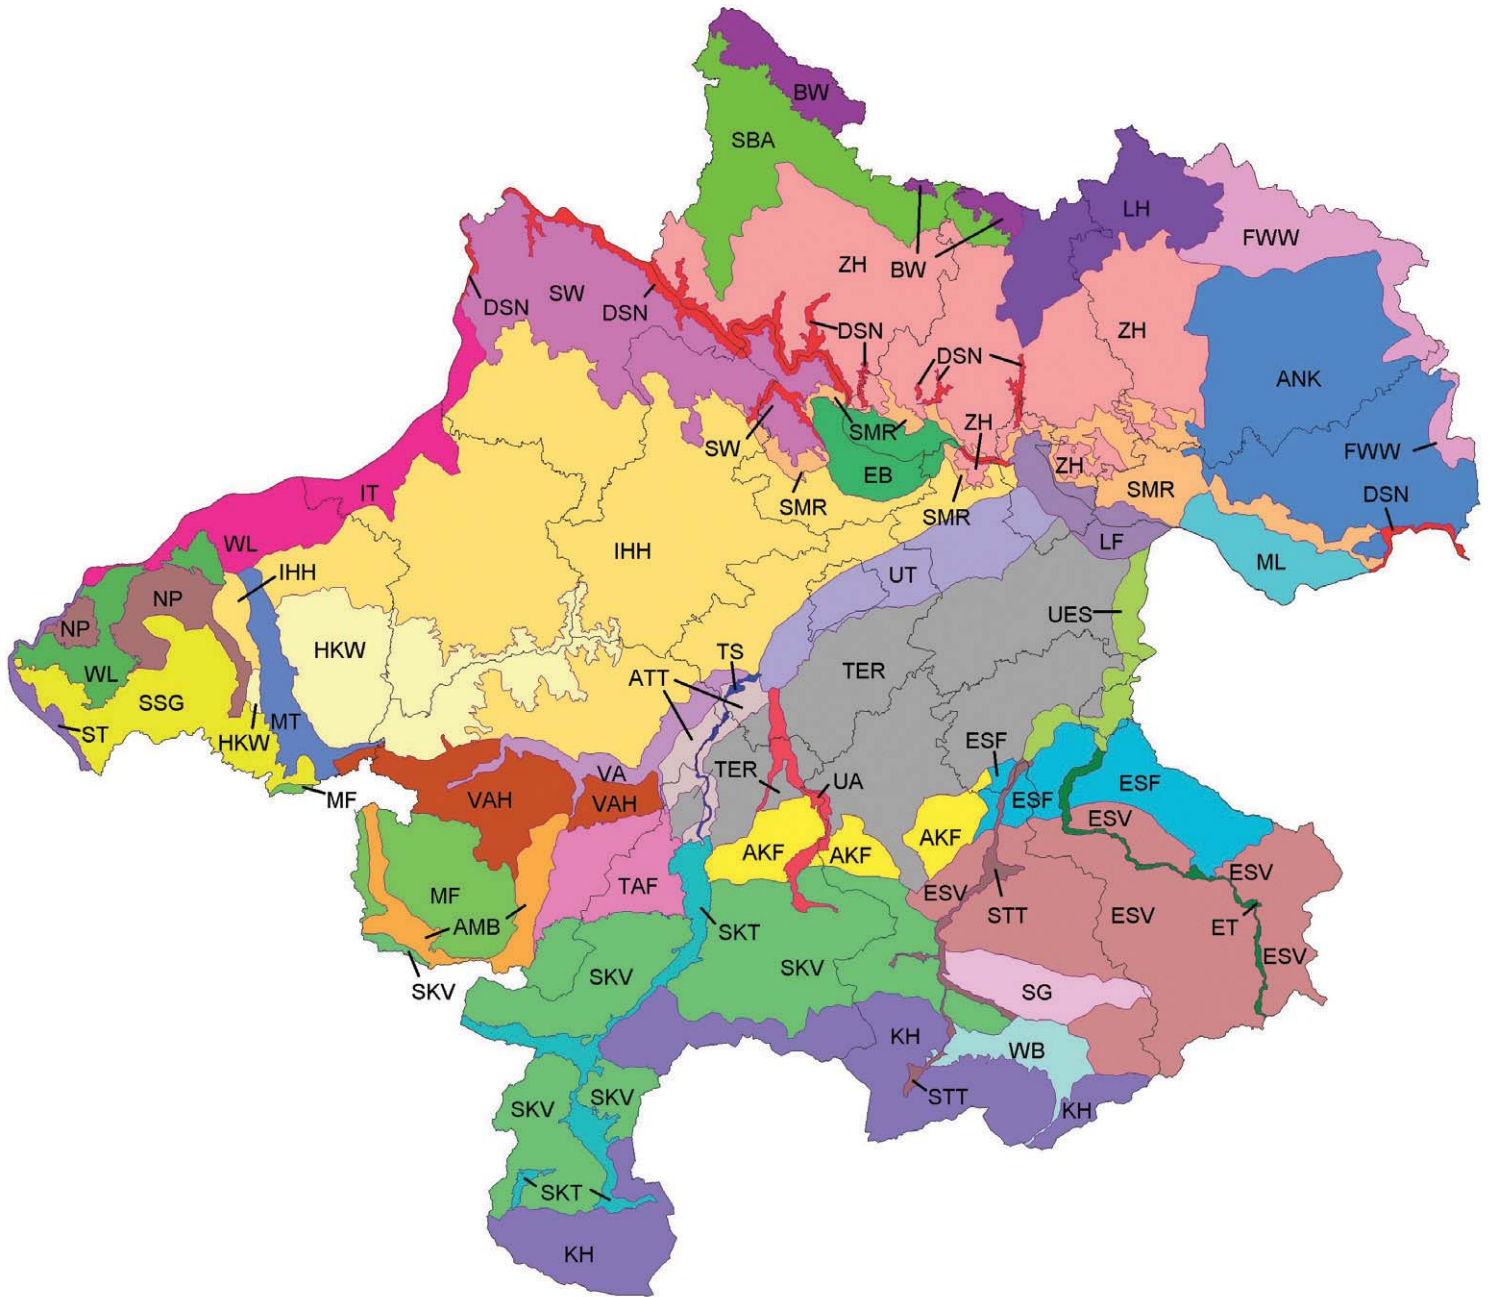 BW
SBA
LH
FWW
ZH
BW
SW
DSN
DSN
DSN
ZH
DSN
ANK
ZH
SMR
SW
FWW
EB
ZH
IT
SMR
DSN
SMR
SMR
WL
IHH
LF
ML
IHH
UT
NP
UES
NP
HKW
TS
WL
ATT
TER
SSG
MT
ST
HKW
ESF
VA
TER
UA
ESF
ESF
MF
VAH
VAH
ESV
AKF
AKF
AKF
ESV
MF
TAF
ESV
STT
ESV
AMB
SKT
ET
ESV
SKV
SKV
SKV
SG
KH
WB
SKV
SKV
STT
KH
SKT
KH